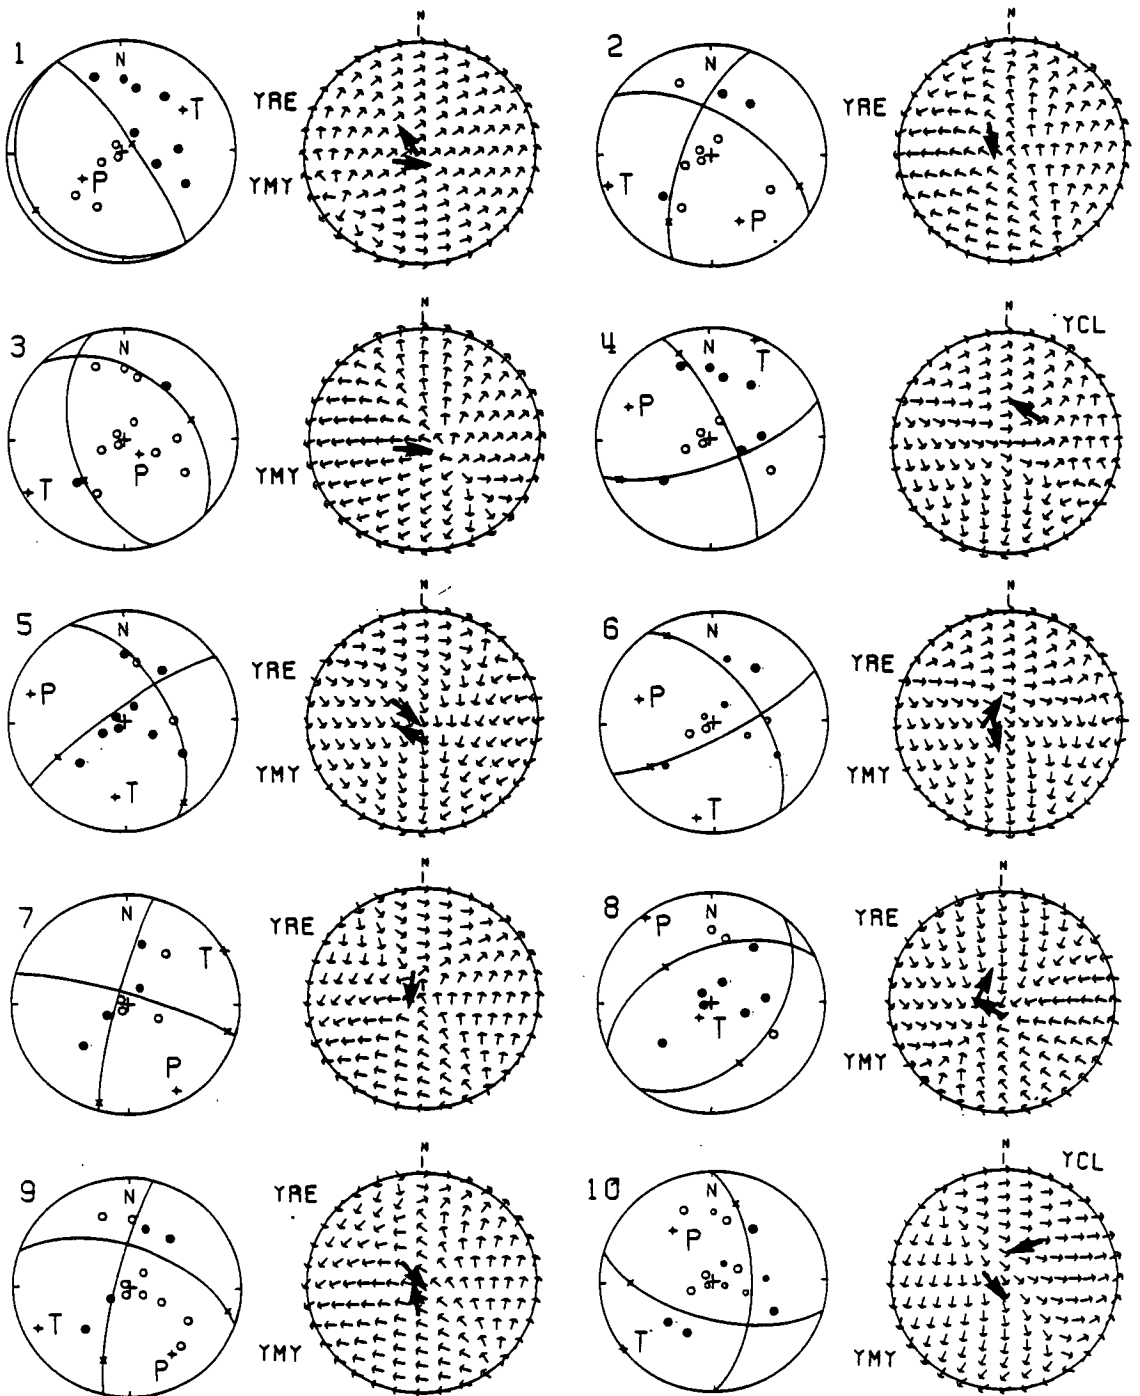 1 N T P N YRE YMY
2 N T P N YRE
3 N T P N YMY
4 N T P N YCL
5 N P T N YRE YMY
6 N P T N YRE YMY
7 N T P N YRE
8 N P T N YRE YMY
9 N T P N YRE YMY
10 N P T N YCL YMY